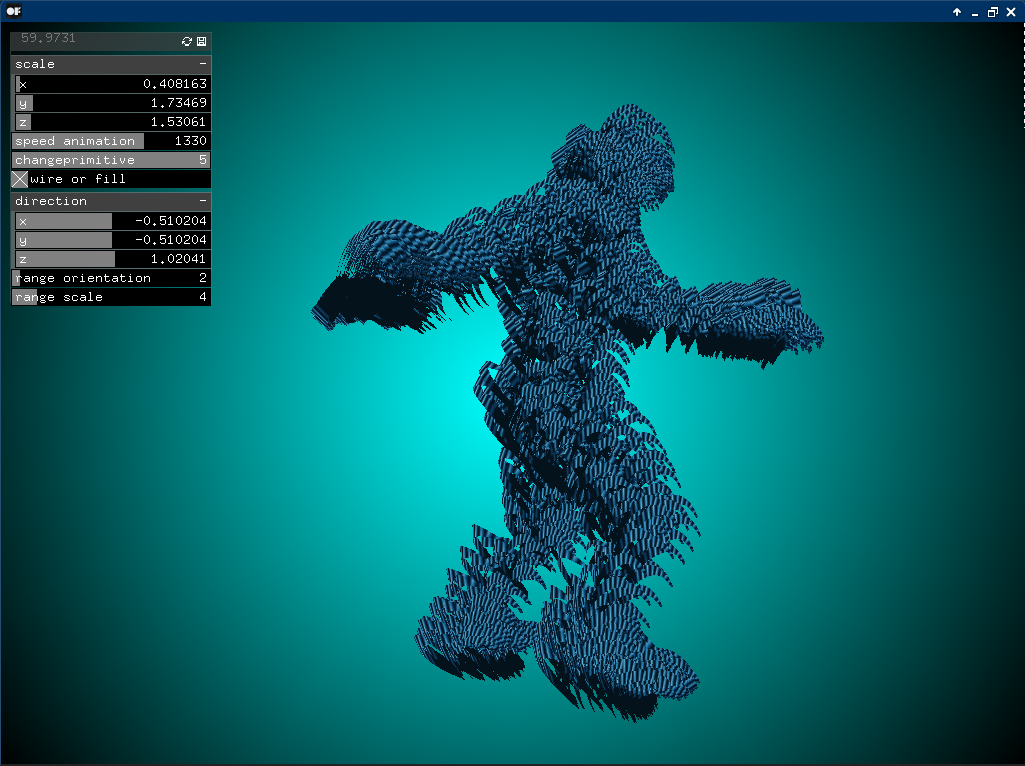 OF
59.9731
scale -
x 0.408163
y 1.73469
z 1.53061
speed animation 1330
changeprimitive 5
wire or fill
direction -
x -0.510204
y -0.510204
z 1.02041
range orientation 2
range scale 4